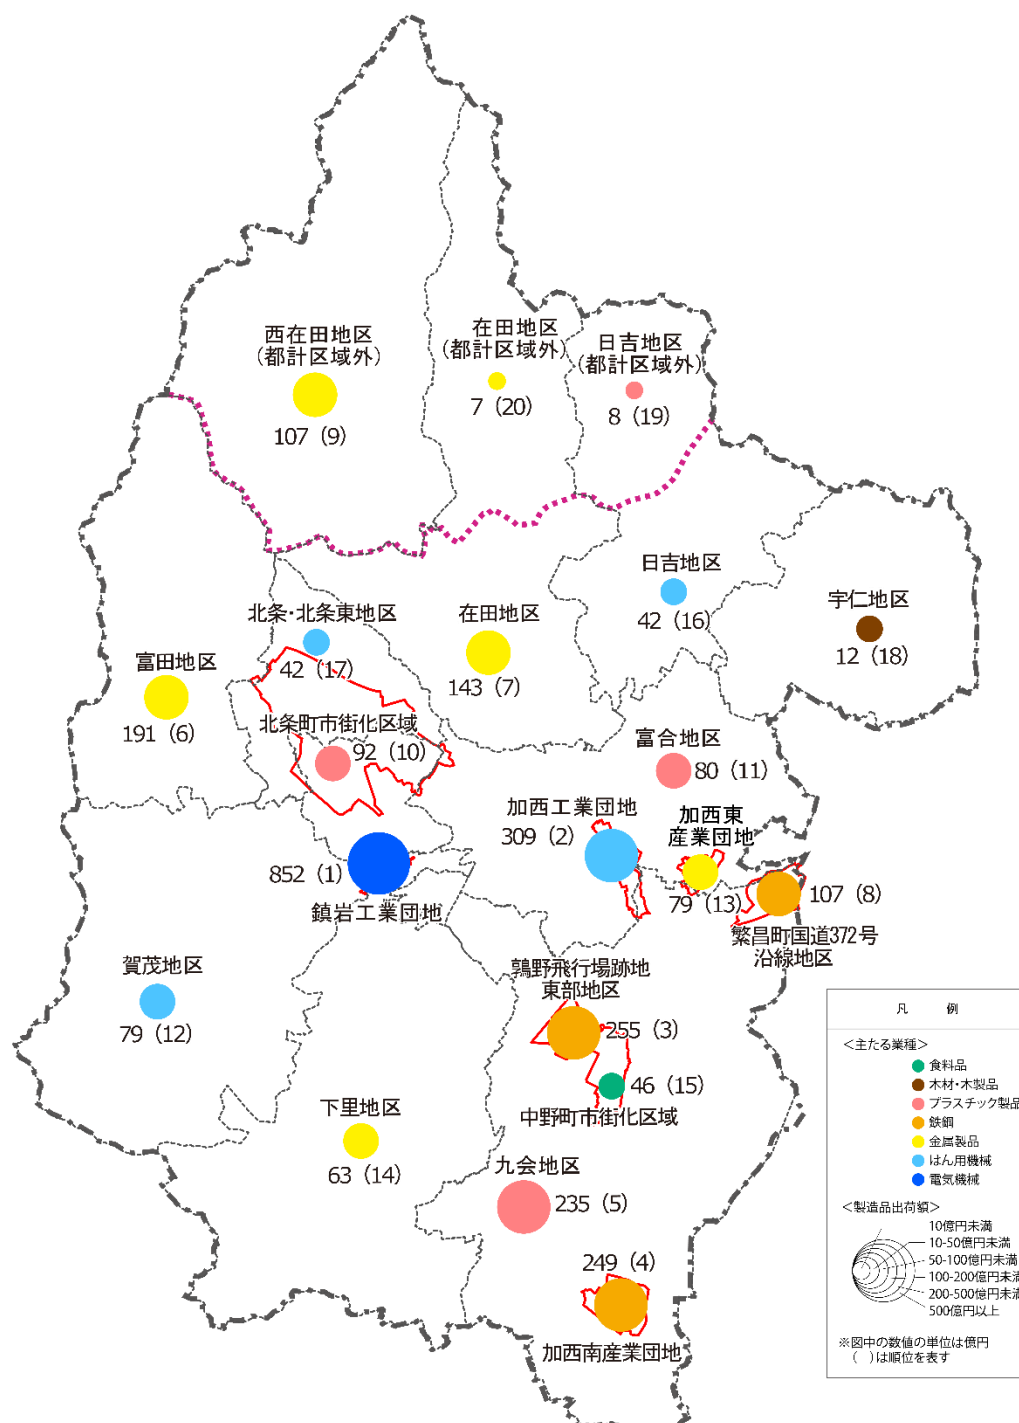 西在田地区
(都計区域外)
107 (9)
在田地区
(都計区域外)
7 (20)
日吉地区
(都計区域外)
8 (19)
日吉地区
42 (16)
宇仁地区
12 (18)
北条・北条東地区
42 (17)
在田地区
143 (7)
富田地区
191 (6)
北条町市街化区域
92 (10)
富合地区
80 (11)
加西工業団地
309 (2)
加西東
産業団地
79 (13)
852 (1)
鎮岩工業団地
107 (8)
繁昌町国道372号
沿線地区
賀茂地区
79 (12)
鶉野飛行場跡地
東部地区
255 (3)
46 (15)
中野町市街化区域
下里地区
63 (14)
九会地区
235 (5)
249 (4)
加西南産業団地
凡 例
<主たる業種>
食料品
木材・木製品
プラスチック製品
鉄鋼
金属製品
はん用機械
電気機械
<製造品出荷額>
10億円未満
10-50億円未満
50-100億円未満
100-200億円未満
200-500億円未満
500億円以上
※図中の数値の単位は億円
( )は順位を表す